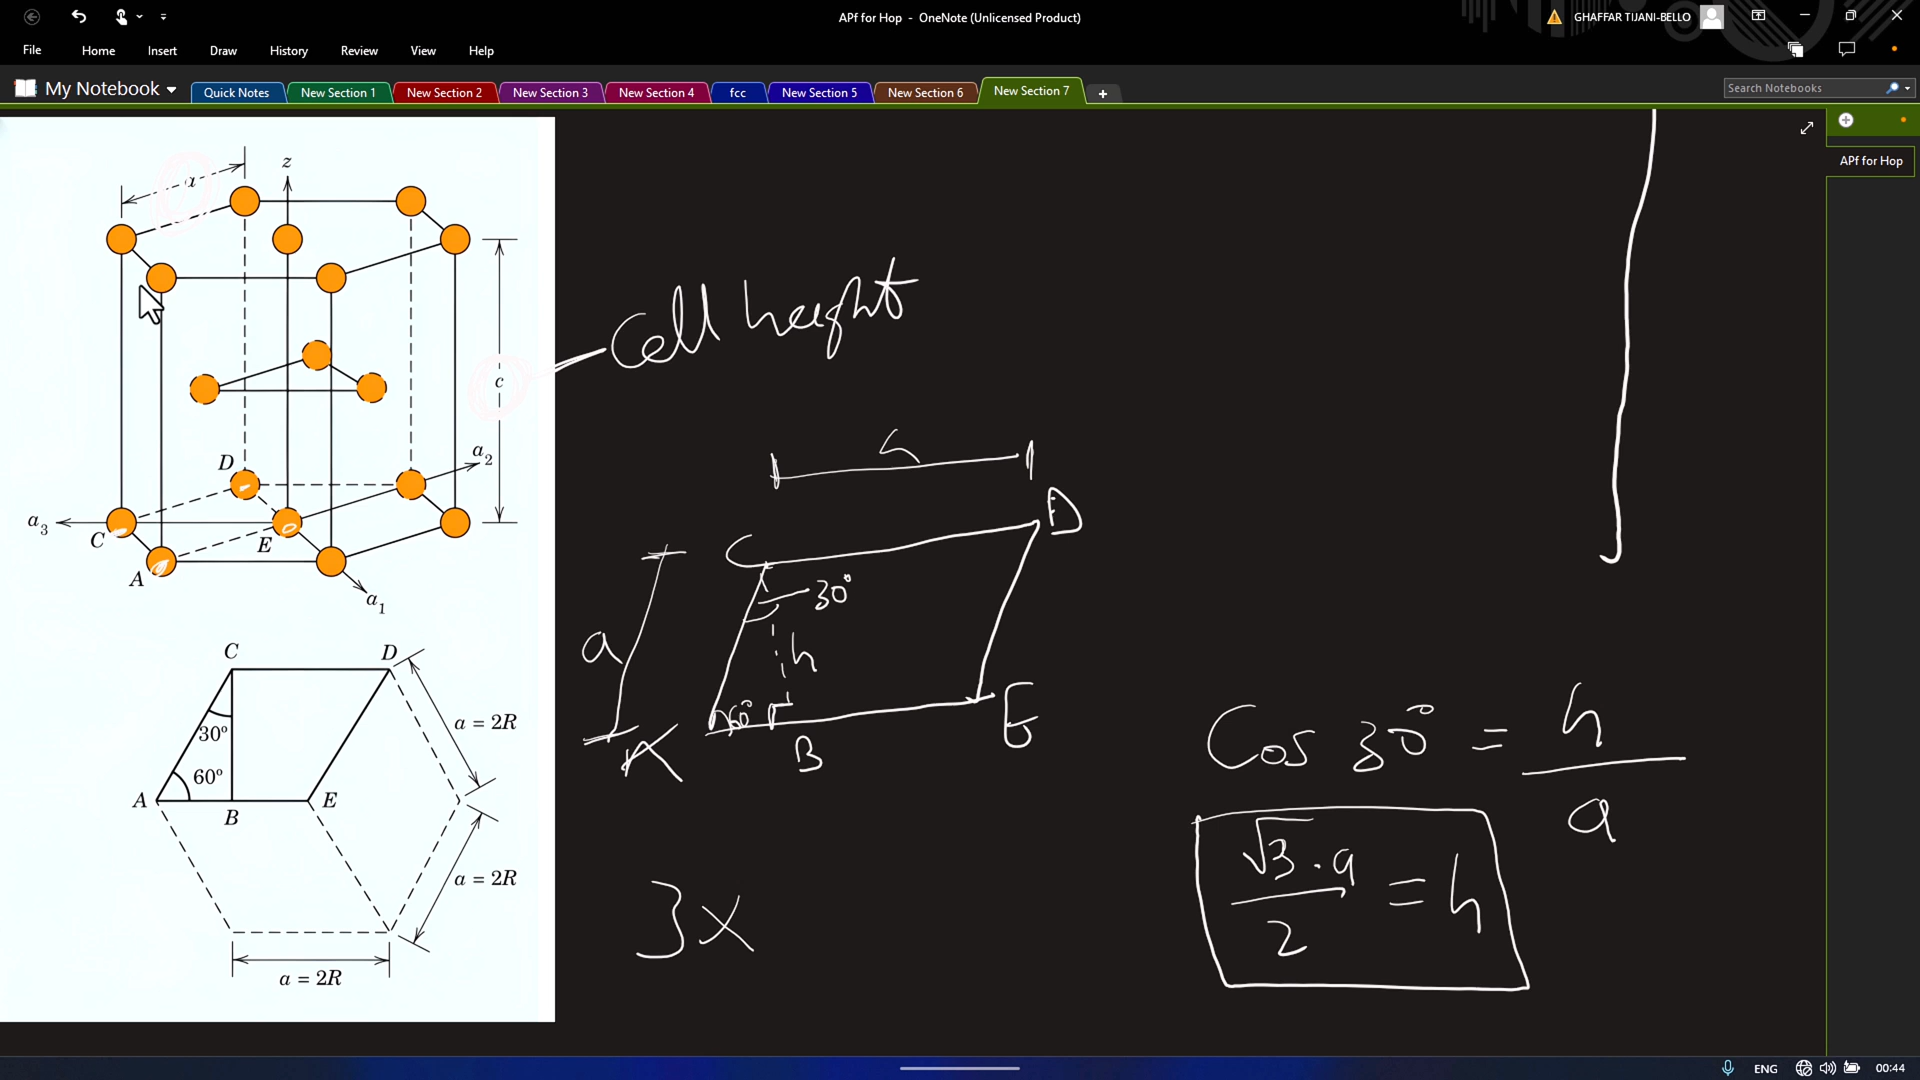 APf for Hop - OneNote (Unlicensed Product)
GHAFFAR TIJANI-BELLO
File Home Insert Draw History Review View Help
My Notebook Quick Notes New Section 1 New Section 2 New Section 3 New Section 4 fcc New Section 5 New Section 6 New Section 7
Search Notebooks
APf for Hop
z
a
c
Cell height
D
a2
a3
C
E
A
a1
C D
30°
60°
A B E
a = 2R
a = 2R
a = 2R
C D
30°
a
h
60°
A B E
3 x
Cos 30° = h / a
√3 . a / 2 = h
ENG 00:44